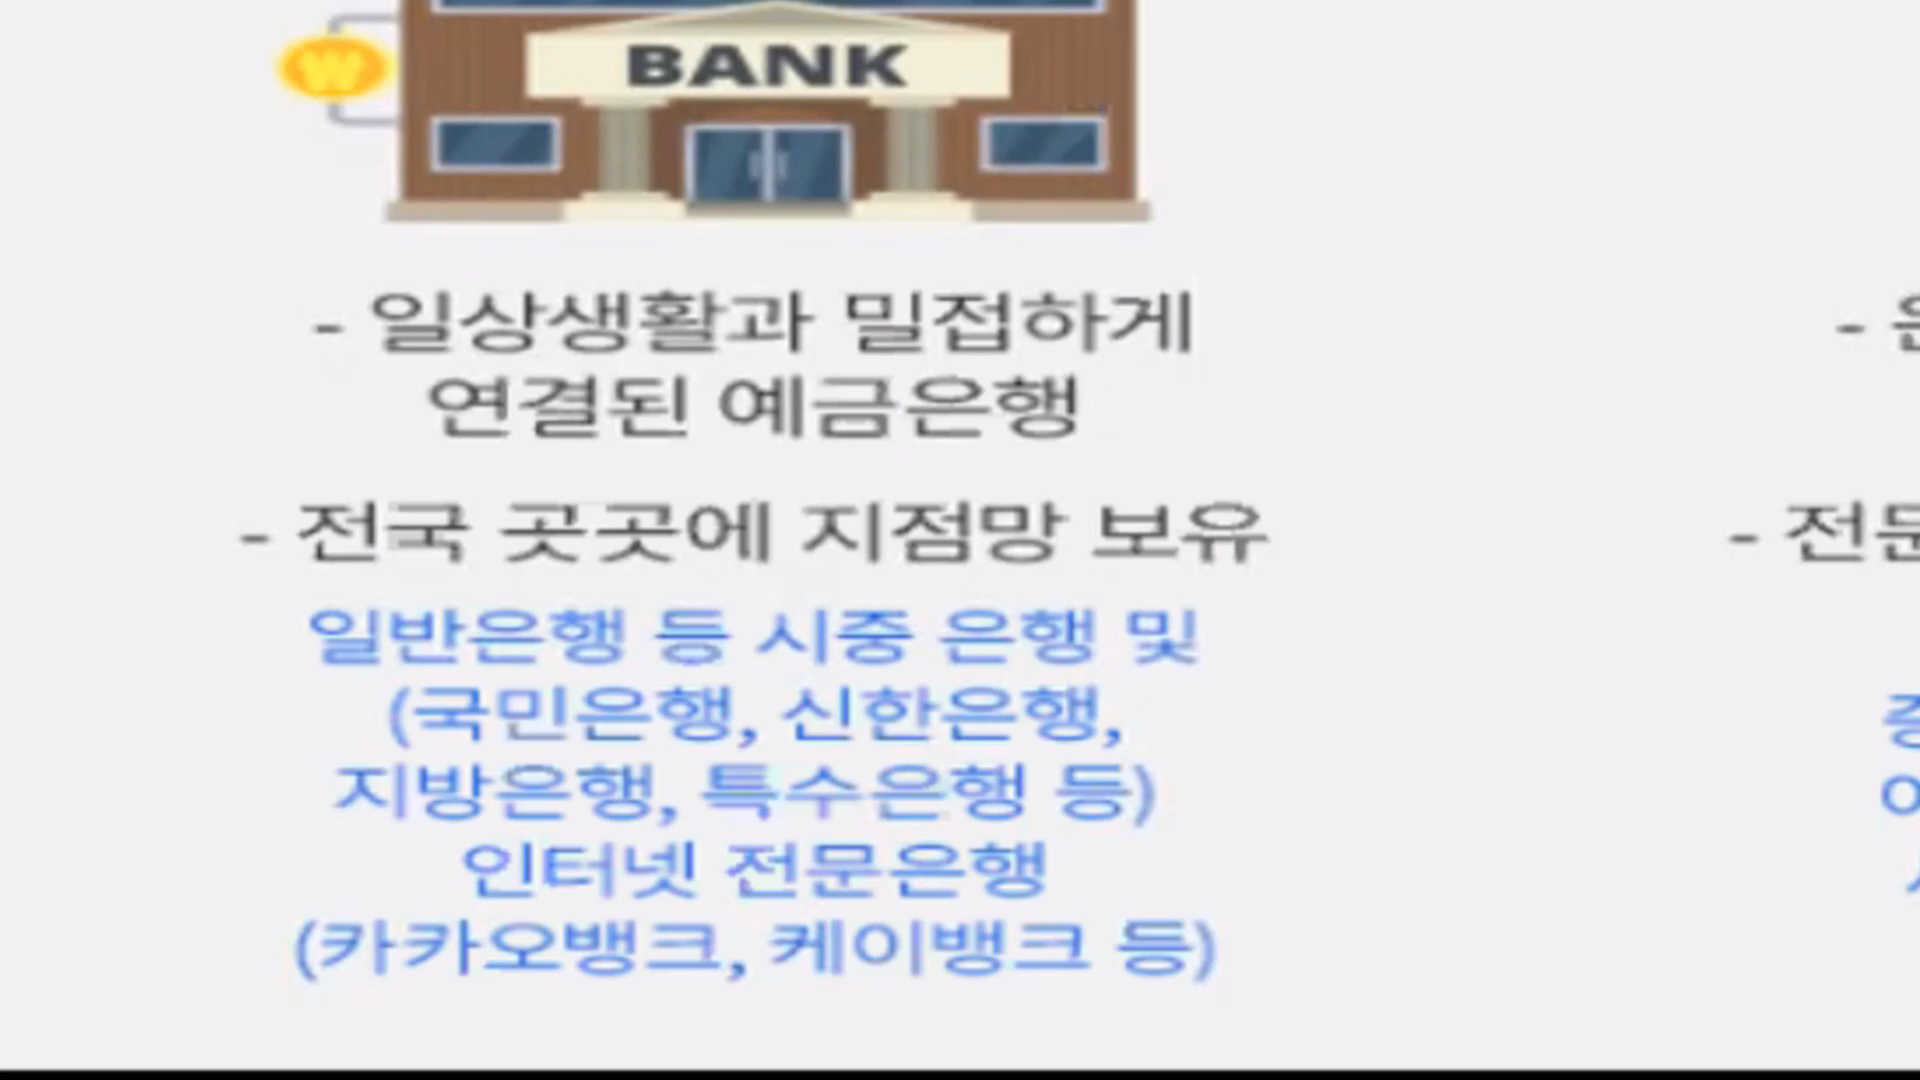 W
BANK
- 일상생활과 밀접하게
연결된 예금은행
- 전국 곳곳에 지점망 보유
일반은행 등 시중 은행 및
(국민은행, 신한은행,
지방은행, 특수은행 등)
인터넷 전문은행
(카카오뱅크, 케이뱅크 등)
-
- 전문